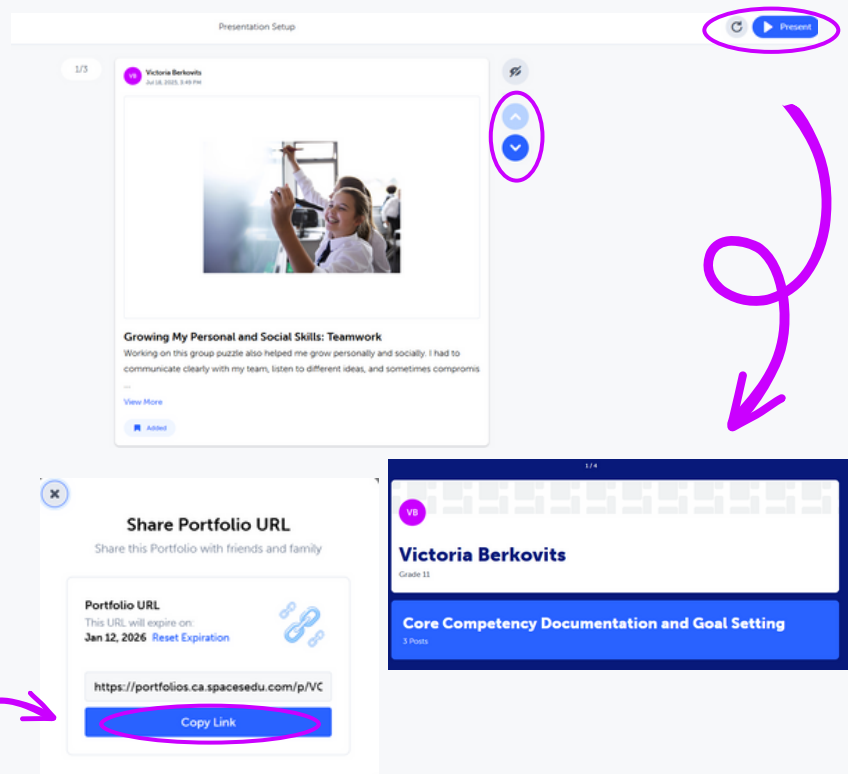 Presentation Setup
Present
1/3
VB
Victoria Berkovits
Jul 18, 2025, 3:49 PM
Growing My Personal and Social Skills: Teamwork
Working on this group puzzle also helped me grow personally and socially. I had to
communicate clearly with my team, listen to different ideas, and sometimes compromis
...
View More
Added
Share Portfolio URL
Share this Portfolio with friends and family
Portfolio URL
This URL will expire on:
Jan 12, 2026 Reset Expiration
https://portfolios.ca.spacesedu.com/p/VC
Copy Link
1/4
VB
Victoria Berkovits
Grade 11
Core Competency Documentation and Goal Setting
3 Posts